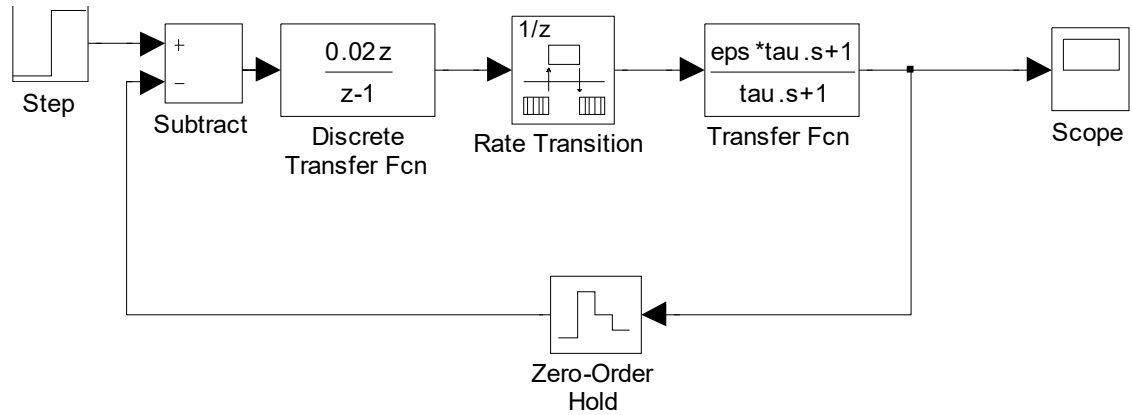 Step
+
−
Subtract
0.02z
z-1
Discrete
Transfer Fcn
1/z
Rate Transition
eps*tau.s+1
tau.s+1
Transfer Fcn
Scope
Zero-Order
Hold